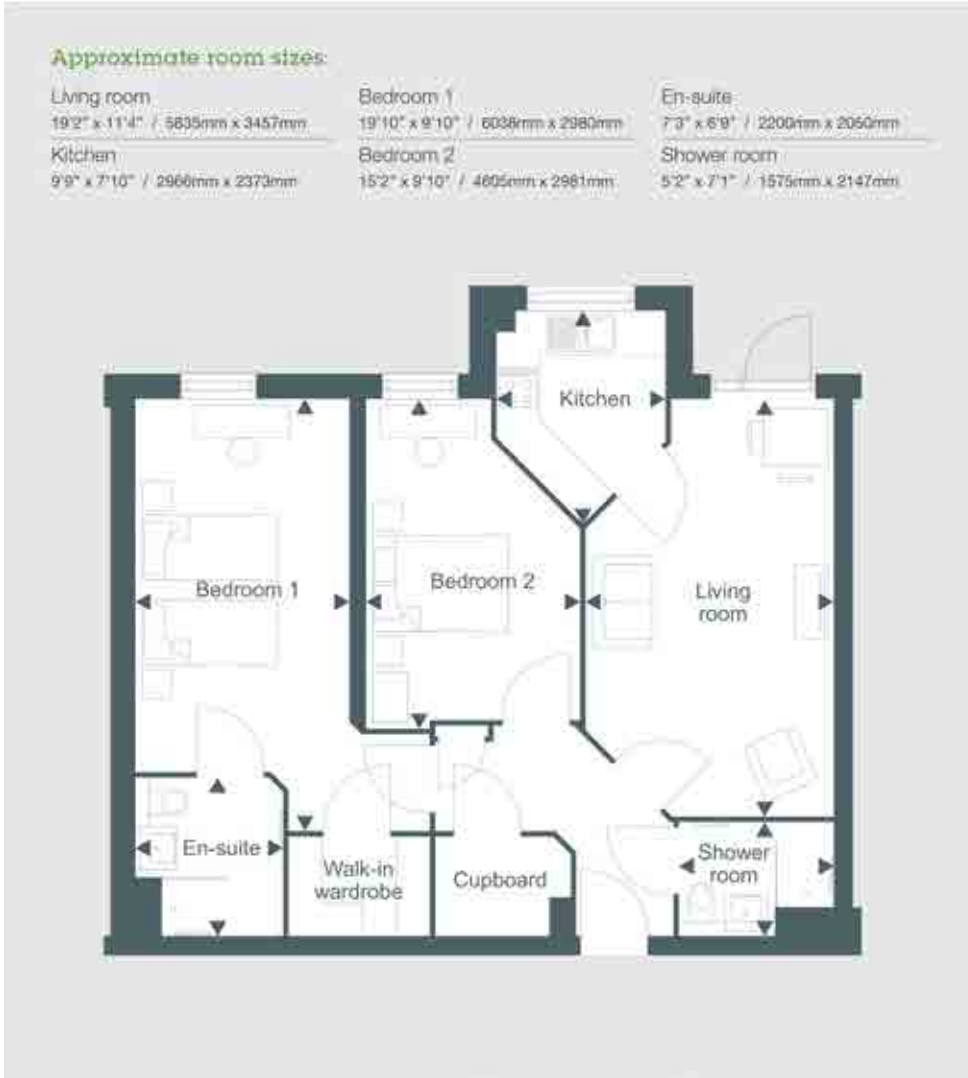 Approximate room sizes:
Living room
19'2" x 11'4" / 5835mm x 3457mm
Kitchen
9'9" x 7'10" / 2966mm x 2373mm
Bedroom 1
19'10" x 9'10" / 6036mm x 2980mm
Bedroom 2
15'2" x 9'10" / 4605mm x 2981mm
En-suite
7'3" x 6'9" / 2200mm x 2050mm
Shower room
5'2" x 7'1" / 1575mm x 2147mm
Kitchen
Bedroom 1
Bedroom 2
Living
room
En-suite
Walk-in
wardrobe
Cupboard
Shower
room